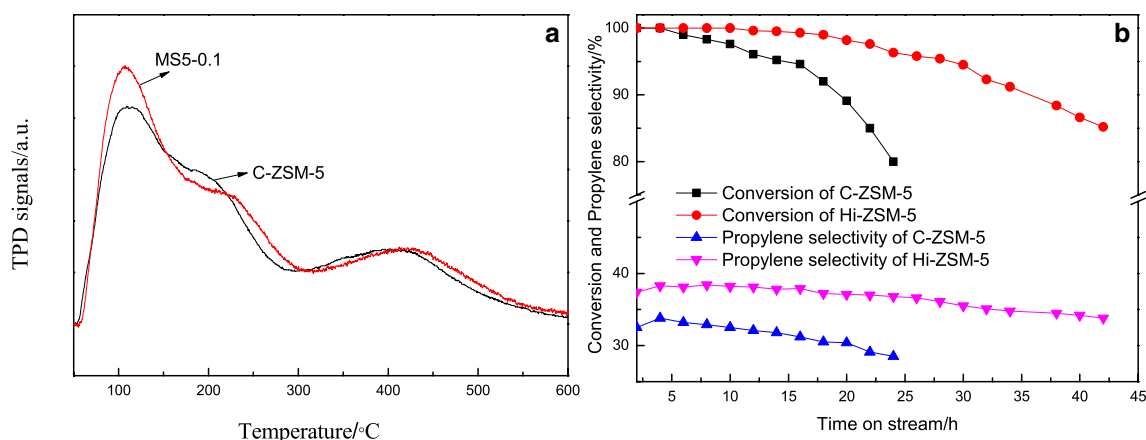 a
MS5-0.1
C-ZSM-5
TPD signals/a.u.
100
200
300
400
500
600
Temperature/°C
b
Conversion and Propylene selectivity/%
100
90
80
40
30
Conversion of C-ZSM-5
Conversion of Hi-ZSM-5
Propylene selectivity of C-ZSM-5
Propylene selectivity of Hi-ZSM-5
5
10
15
20
25
30
35
40
45
Time on stream/h